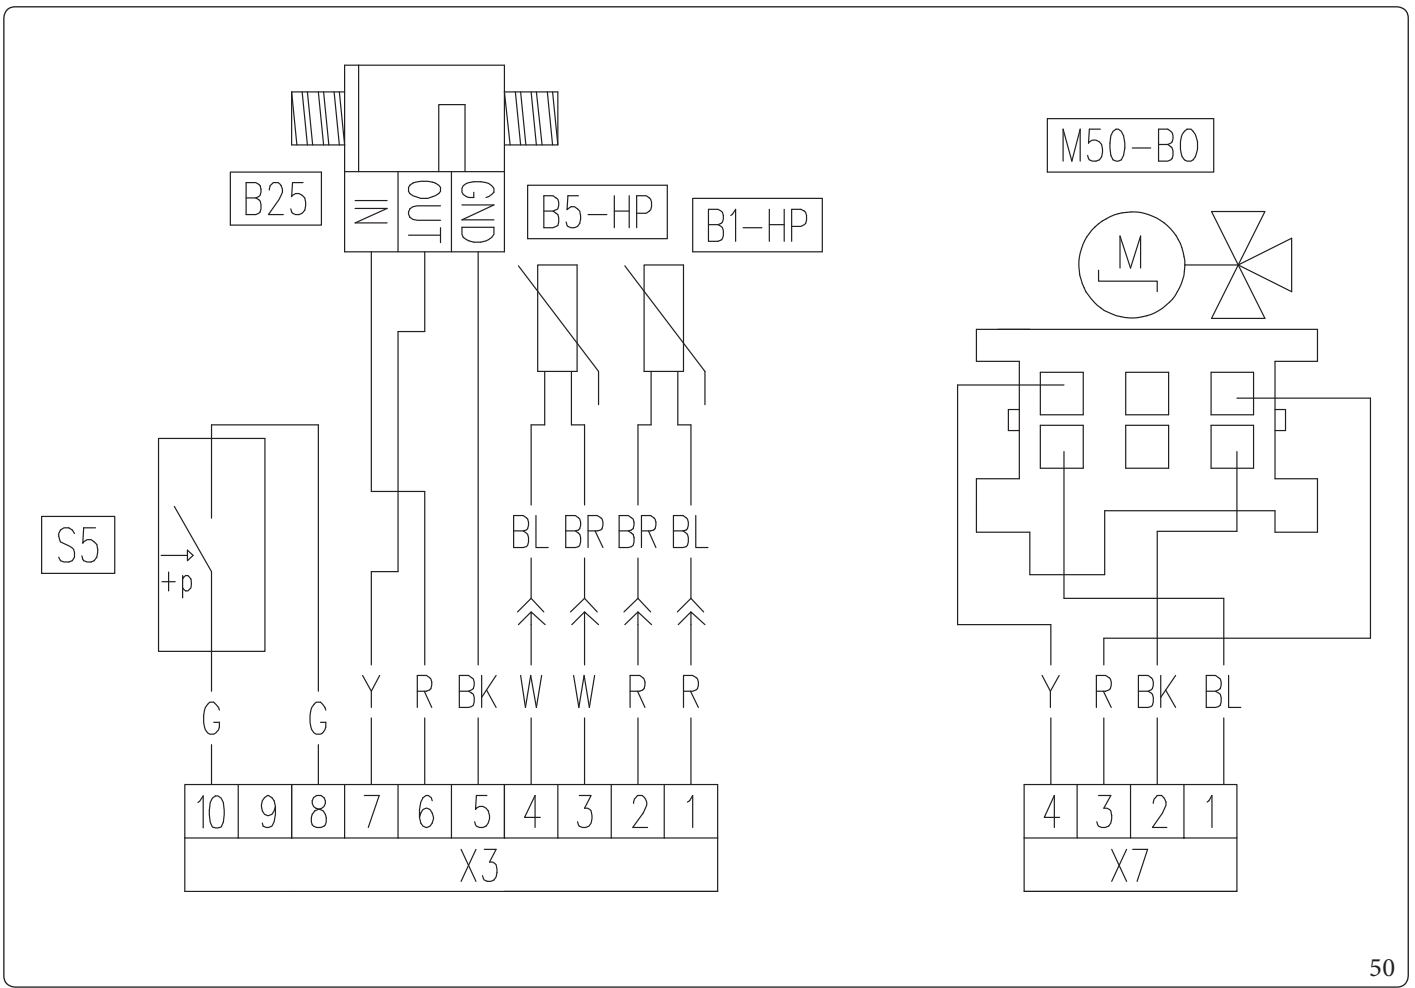 M50-BO
B25
IN
OUT
GND
B5-HP
B1-HP
M
S5
+p
BL BR BR BL
G G Y R BK W W R R
Y R BK BL
10 9 8 7 6 5 4 3 2 1
X3
4 3 2 1
X7
50